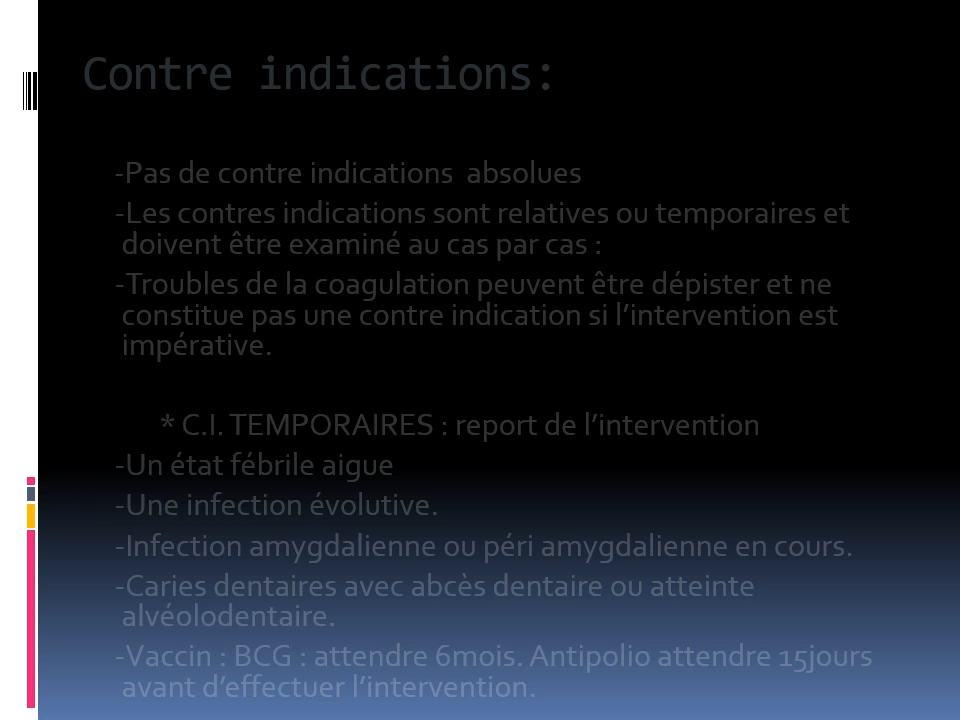 Contre indications:
-Pas de contre indications  absolues
-Les contres indications sont relatives ou temporaires et
doivent être examiné au cas par cas :
-Troubles de la coagulation peuvent être dépister et ne
constitue pas une contre indication si l’intervention est
impérative.
* C.I. TEMPORAIRES : report de l’intervention
-Un état fébrile aigue
-Une infection évolutive.
-Infection amygdalienne ou péri amygdalienne en cours.
-Caries dentaires avec abcès dentaire ou atteinte
alvéolodentaire.
-Vaccin : BCG : attendre 6mois. Antipolio attendre 15jours
avant d’effectuer l’intervention.